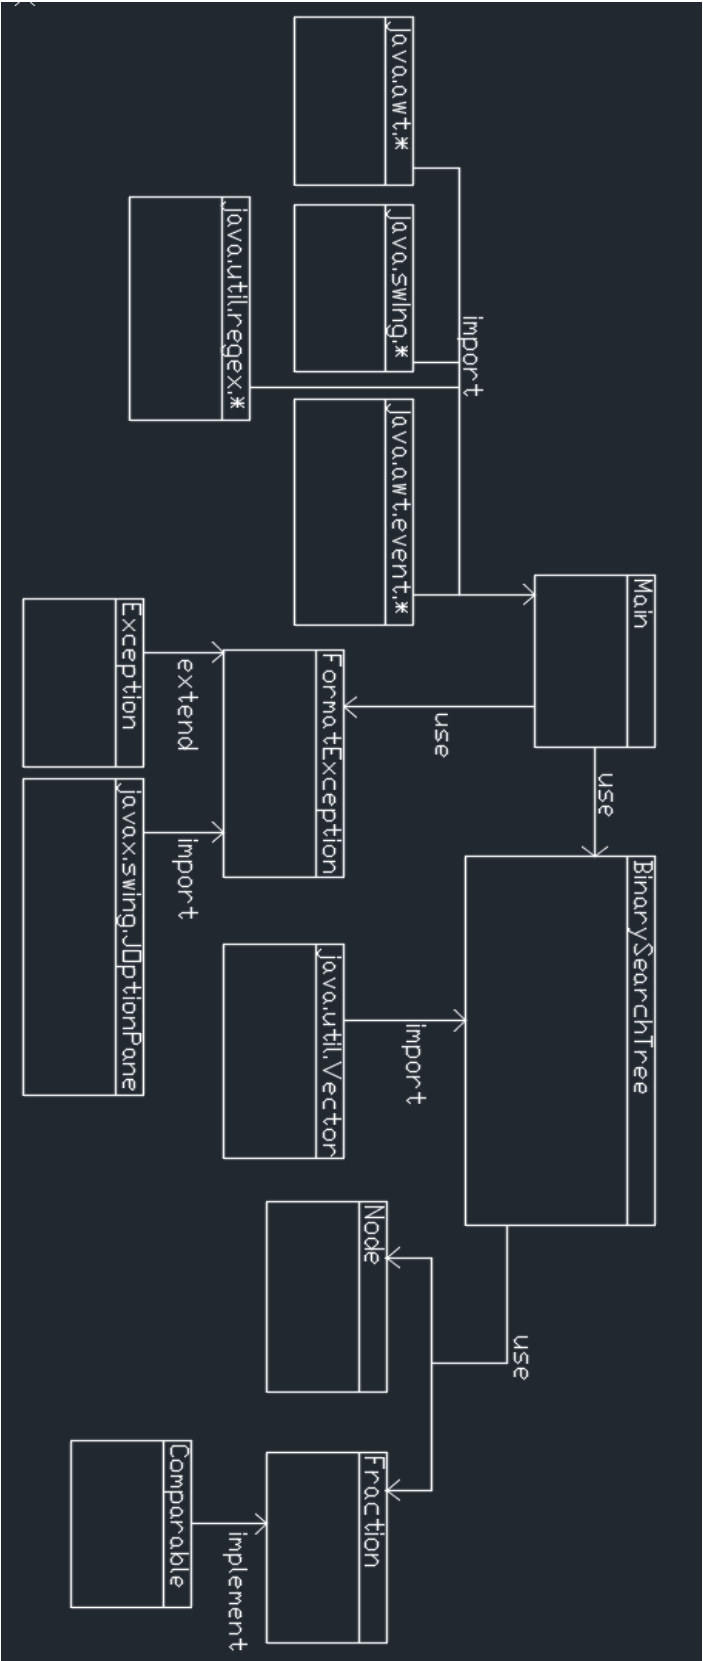 Main
use
BinarySearchTree
import
use
java.awt.*
java.swing.*
java.awt.event.*
java.util.regex.*
FormatException
java.util.Vector
import
use
Node
Fraction
extend
import
Exception
javax.swing.JOptionPane
implement
Comparable